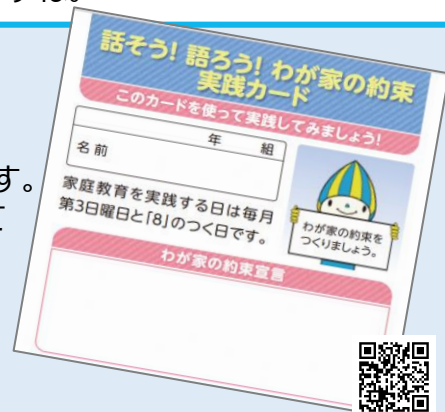 話そう! 語ろう! わが家の約束
実践カード
このカードを使って実践してみましょう!
年 組
名前
家庭教育を実践する日は毎月
第3日曜日と「8」のつく日です。
わが家の約束を
つくりましょう。
わが家の約束宣言
す。